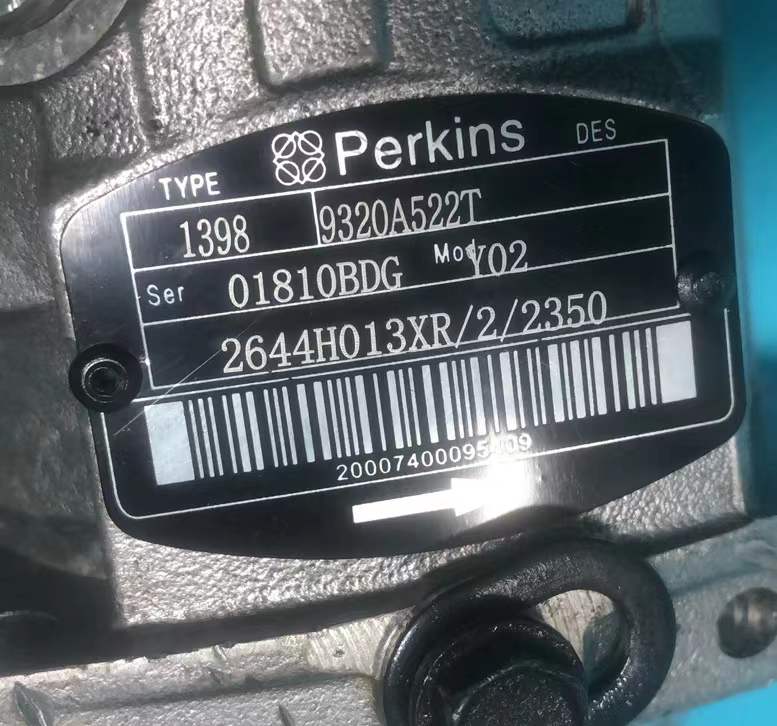 Perkins DES
TYPE
1398 9320A522T
Ser 01810BDG Mod Y02
2644H013XR/2/2350